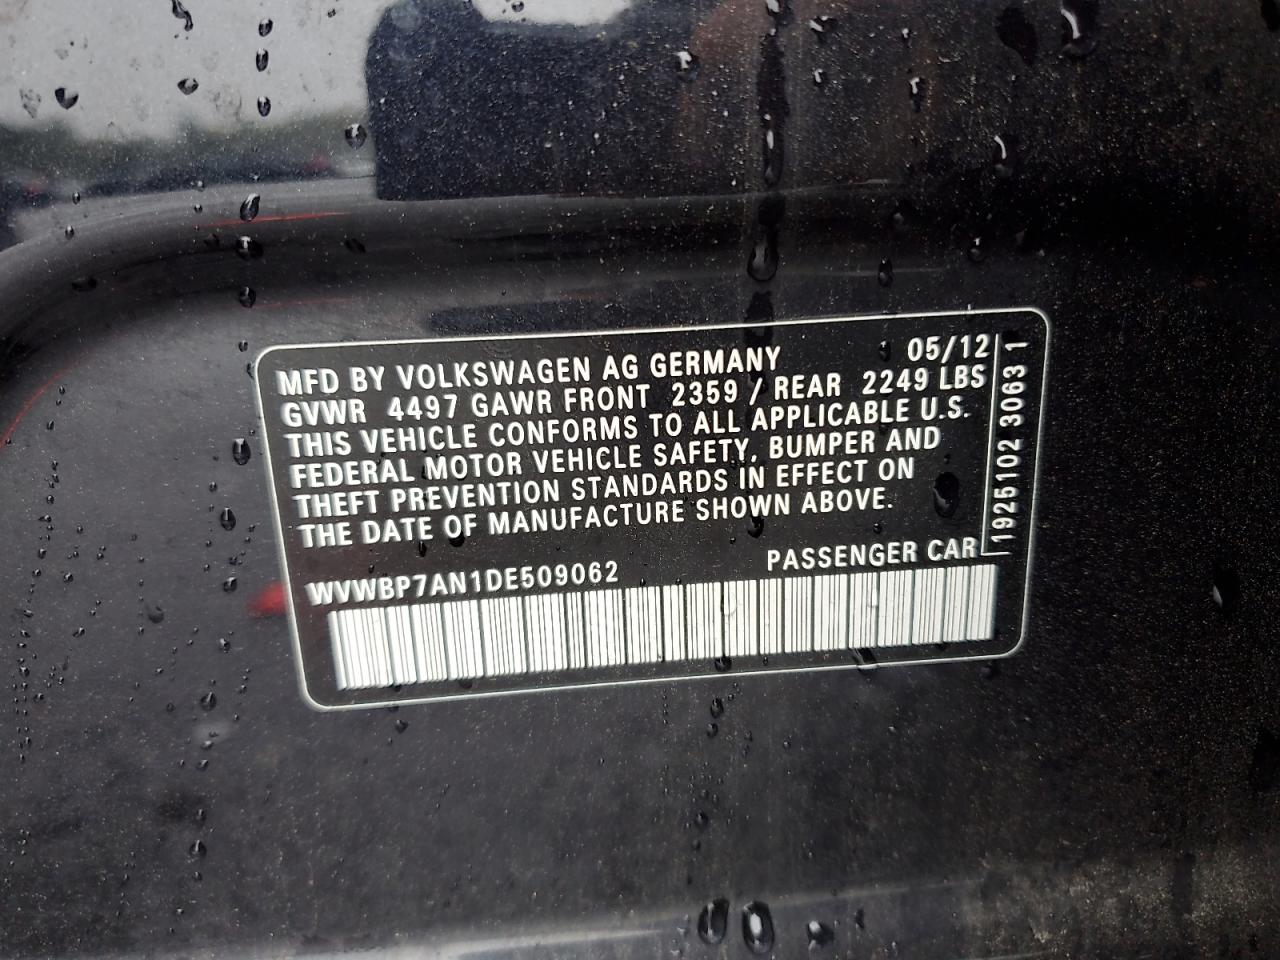 MFD BY VOLKSWAGEN AG GERMANY 05/12
GVWR 4497 GAWR FRONT 2359 / REAR 2249 LBS
THIS VEHICLE CONFORMS TO ALL APPLICABLE U.S.
FEDERAL MOTOR VEHICLE SAFETY, BUMPER AND
THEFT PREVENTION STANDARDS IN EFFECT ON
THE DATE OF MANUFACTURE SHOWN ABOVE.
WVWBP7AN1DE509062 PASSENGER CAR
1925102 3063 1